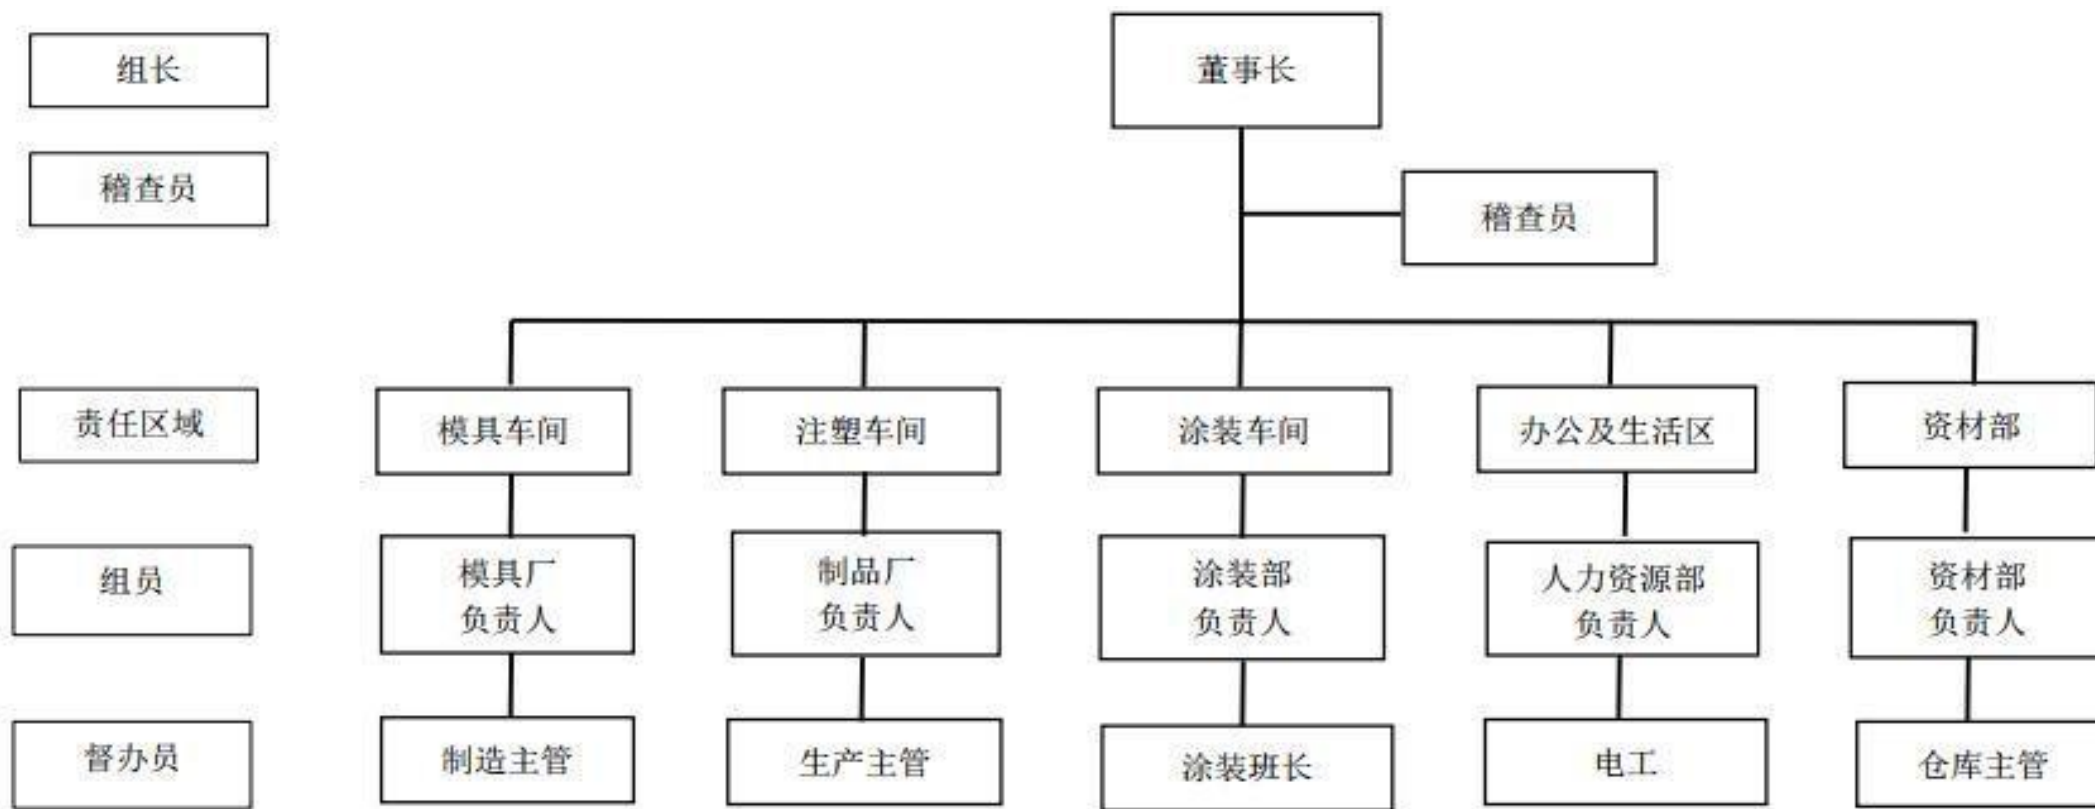 组长
董事长
稽查员
稽查员
责任区域
模具车间
注塑车间
涂装车间
办公及生活区
资材部
组员
模具厂
负责人
制品厂
负责人
涂装部
负责人
人力资源部
负责人
资材部
负责人
督办员
制造主管
生产主管
涂装班长
电工
仓库主管